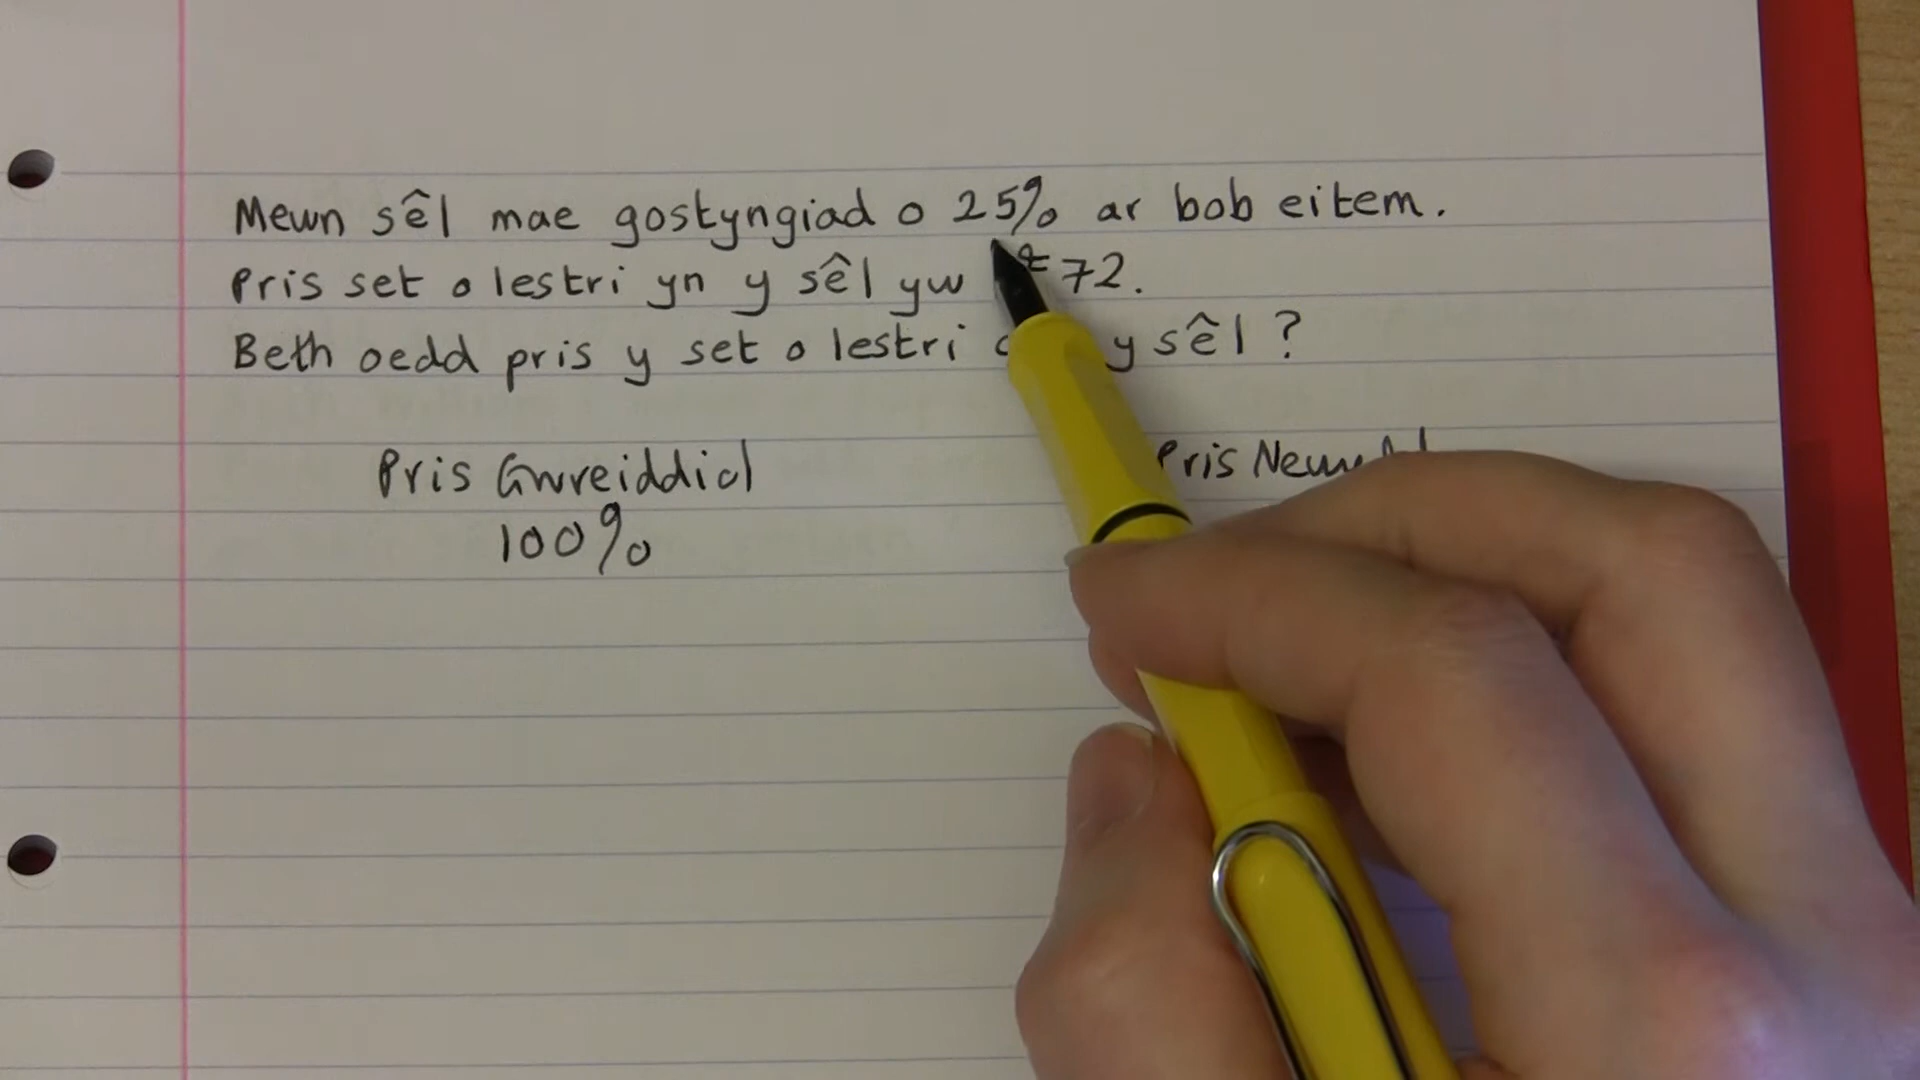 Mewn sêl mae gostyngiad o 25% ar bob eitem.
Pris set o lestri yn y sêl yw £72.
Beth oedd pris y set o lestri y sêl?
Pris Gwreiddiol
Pris
100%